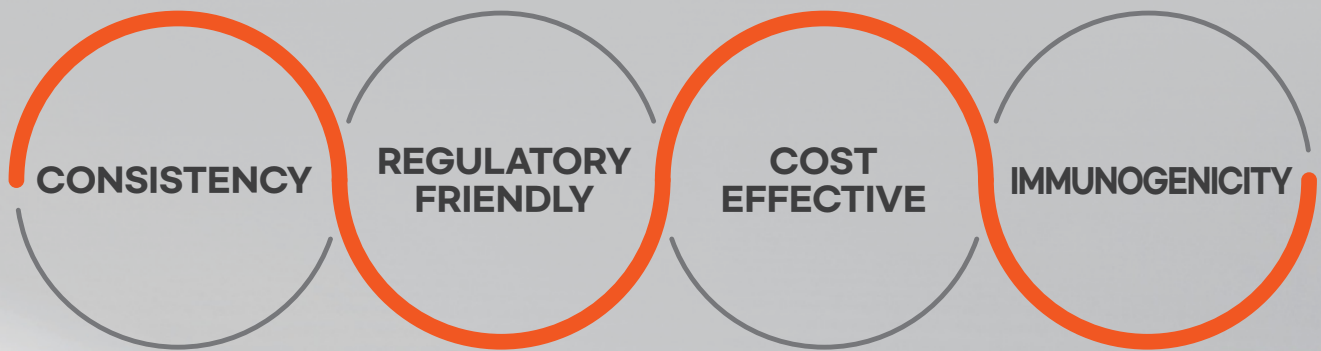 CONSISTENCY
REGULATORY
FRIENDLY
COST
EFFECTIVE
IMMUNOGENICITY